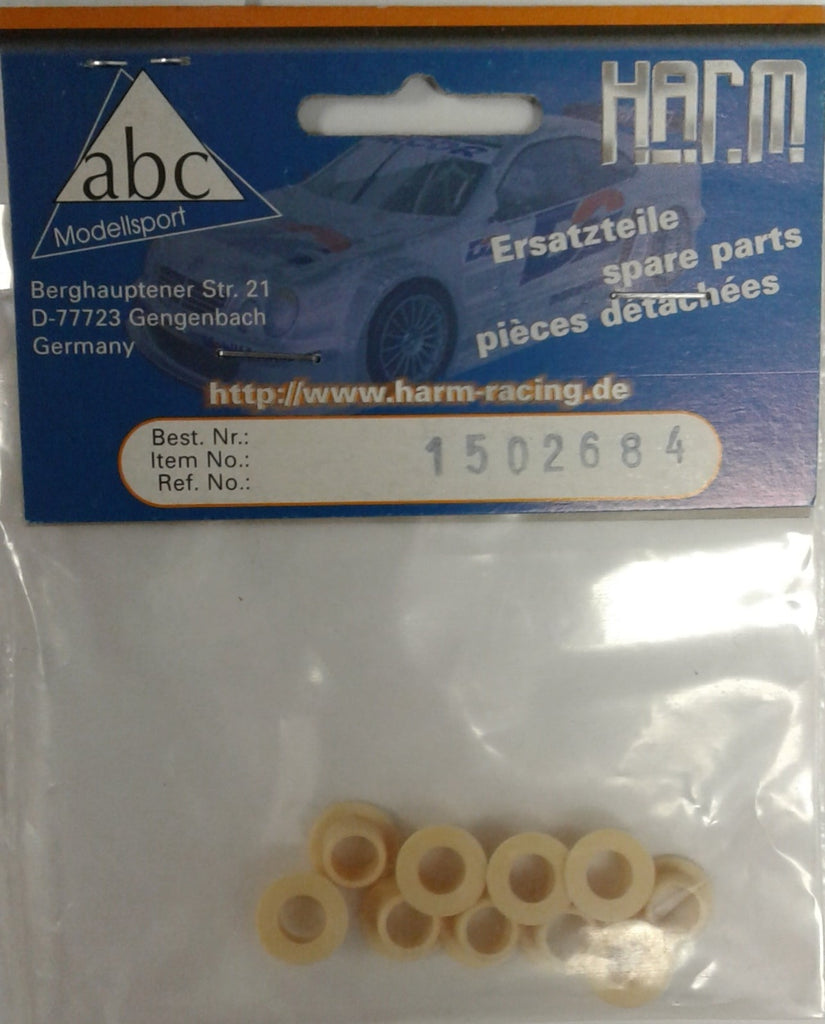 abc
Modellsport
HARM
Ersatzteile
spare parts
pièces détachées
Berghauptener Str. 21
D-77723 Gengenbach
Germany
http://www.harm-racing.de
Best. Nr.:
Item No.:
Ref. No.:
1502684